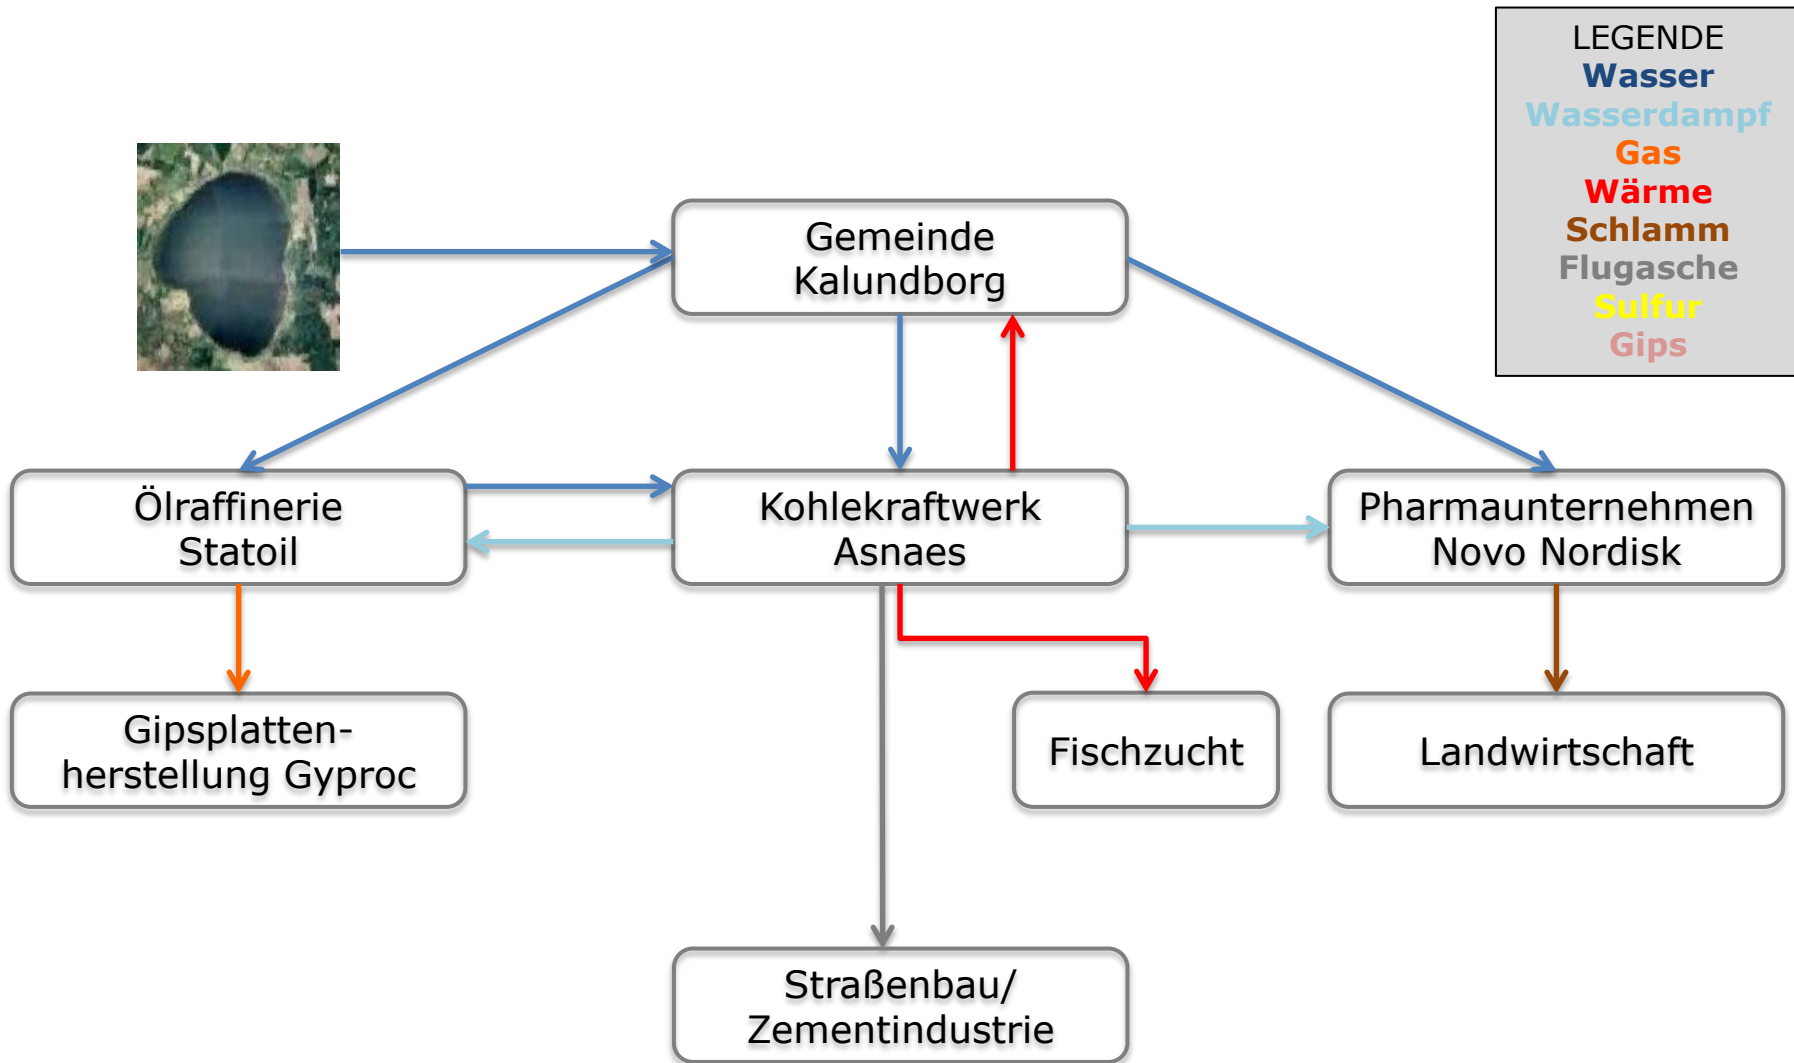 LEGENDE
Wasser
Wasserdampf
Gas
Wärme
Schlamm
Flugasche
Sulfur
Gips
Gemeinde
Kalundborg
Ölraffinerie
Statoil
Kohlekraftwerk
Asnaes
Pharmaunternehmen
Novo Nordisk
Gipsplatten-
herstellung Gyproc
Fischzucht
Landwirtschaft
Straßenbau/
Zementindustrie